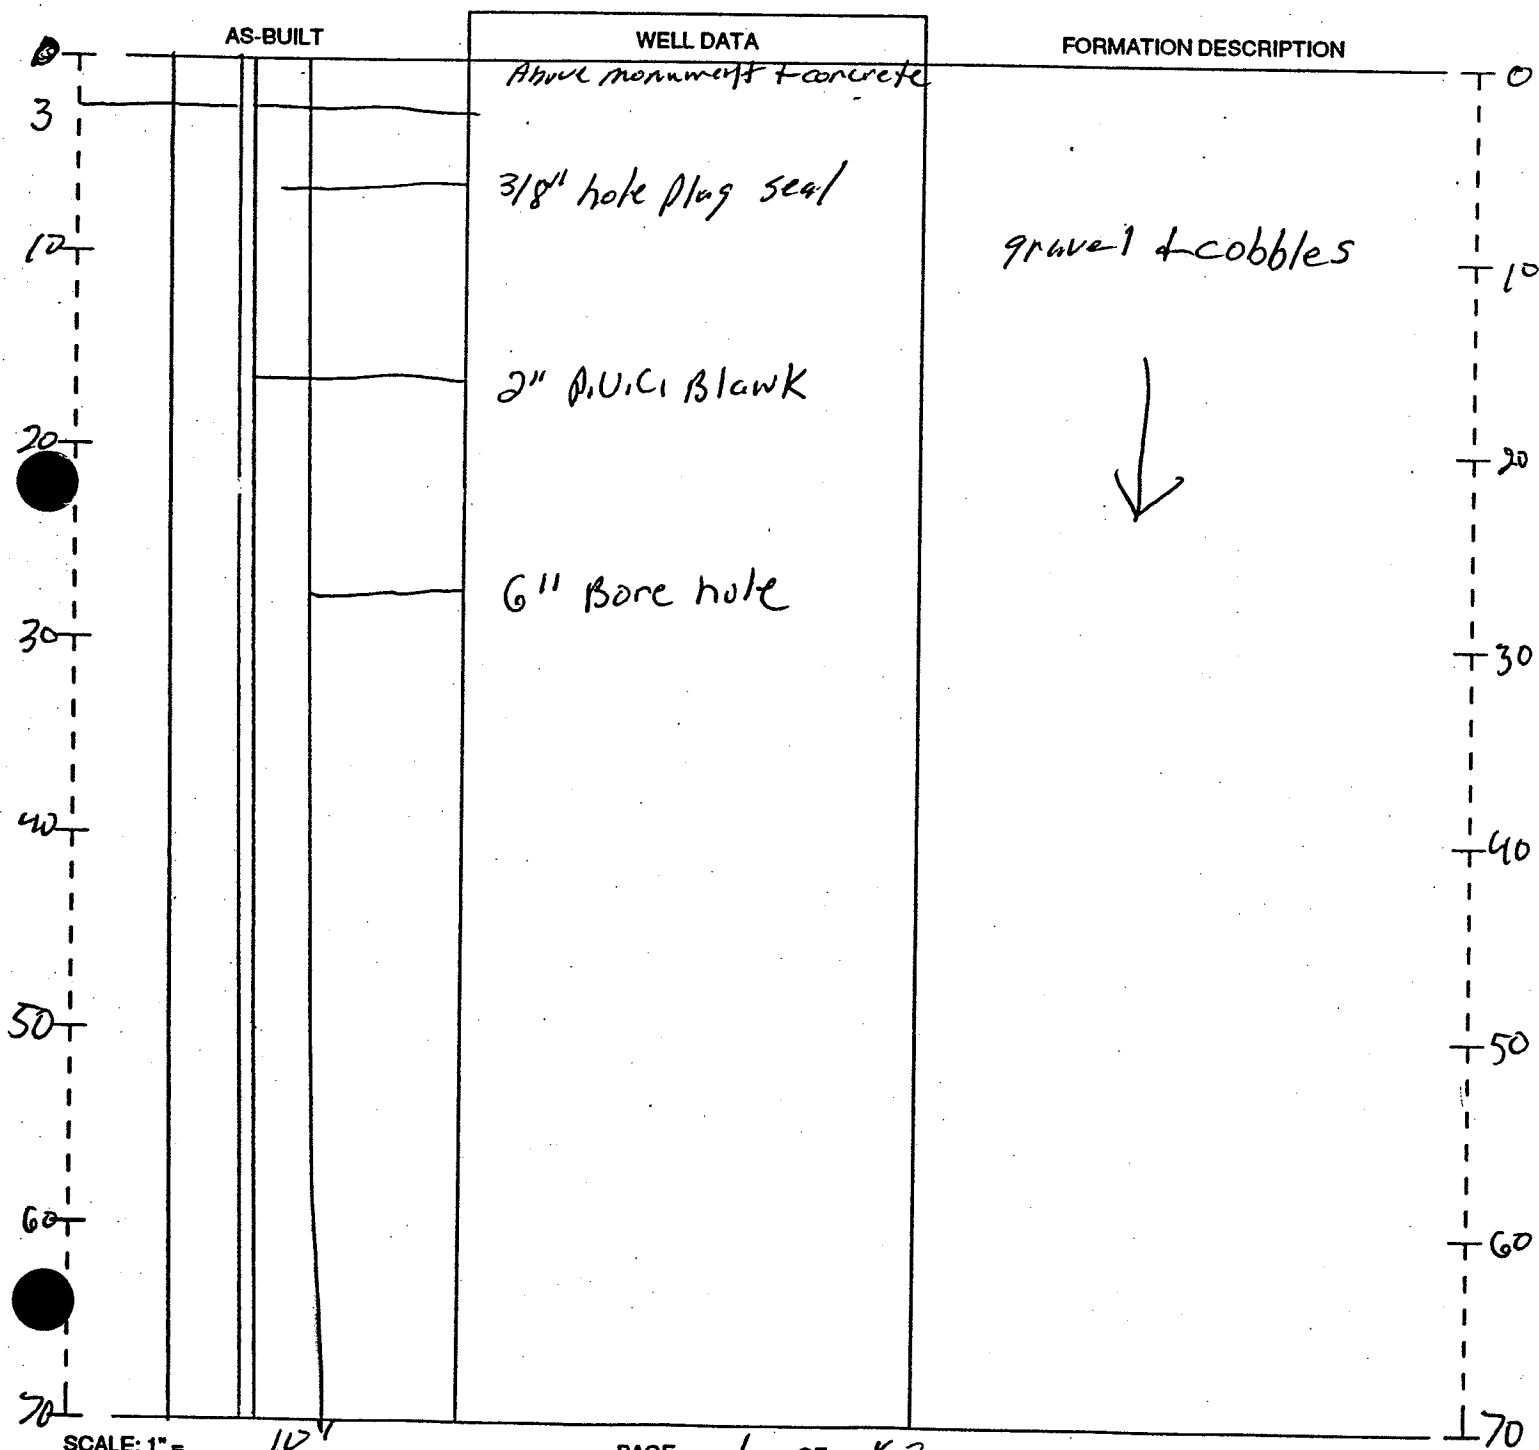 AS-BUILT WELL DATA FORMATION DESCRIPTION
0 Above monument + concrete 0
3
3/8" hole plug seal
10 gravel & cobbles 10
2" P.V.C. Blank
20 20
6" Bore hole
30 30
40 40
50 50
60 60
70 70
SCALE: 1" = 10' PAGE 1 OF